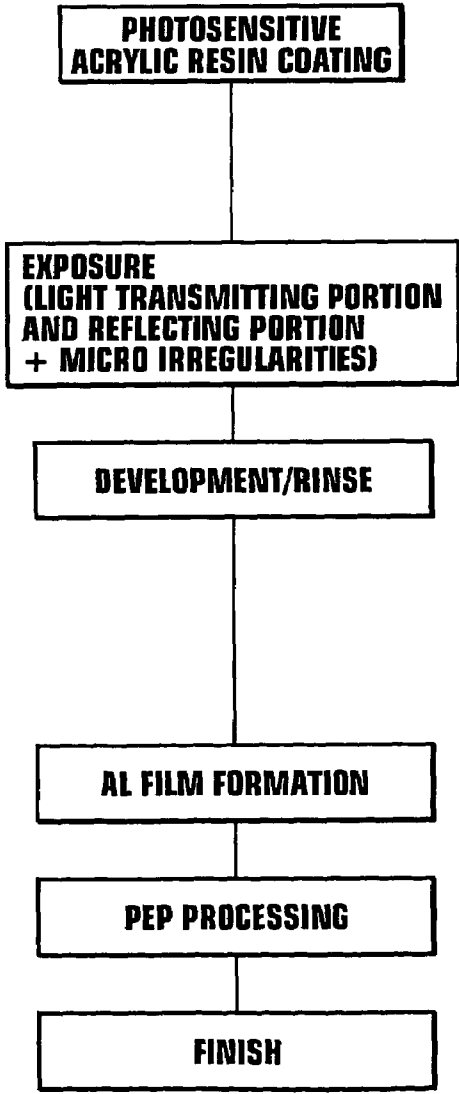 PHOTOSENSITIVE
ACRYLIC RESIN COATING
EXPOSURE
(LIGHT TRANSMITTING PORTION
AND REFLECTING PORTION
+ MICRO IRREGULARITIES)
DEVELOPMENT/RINSE
AL FILM FORMATION
PEP PROCESSING
FINISH